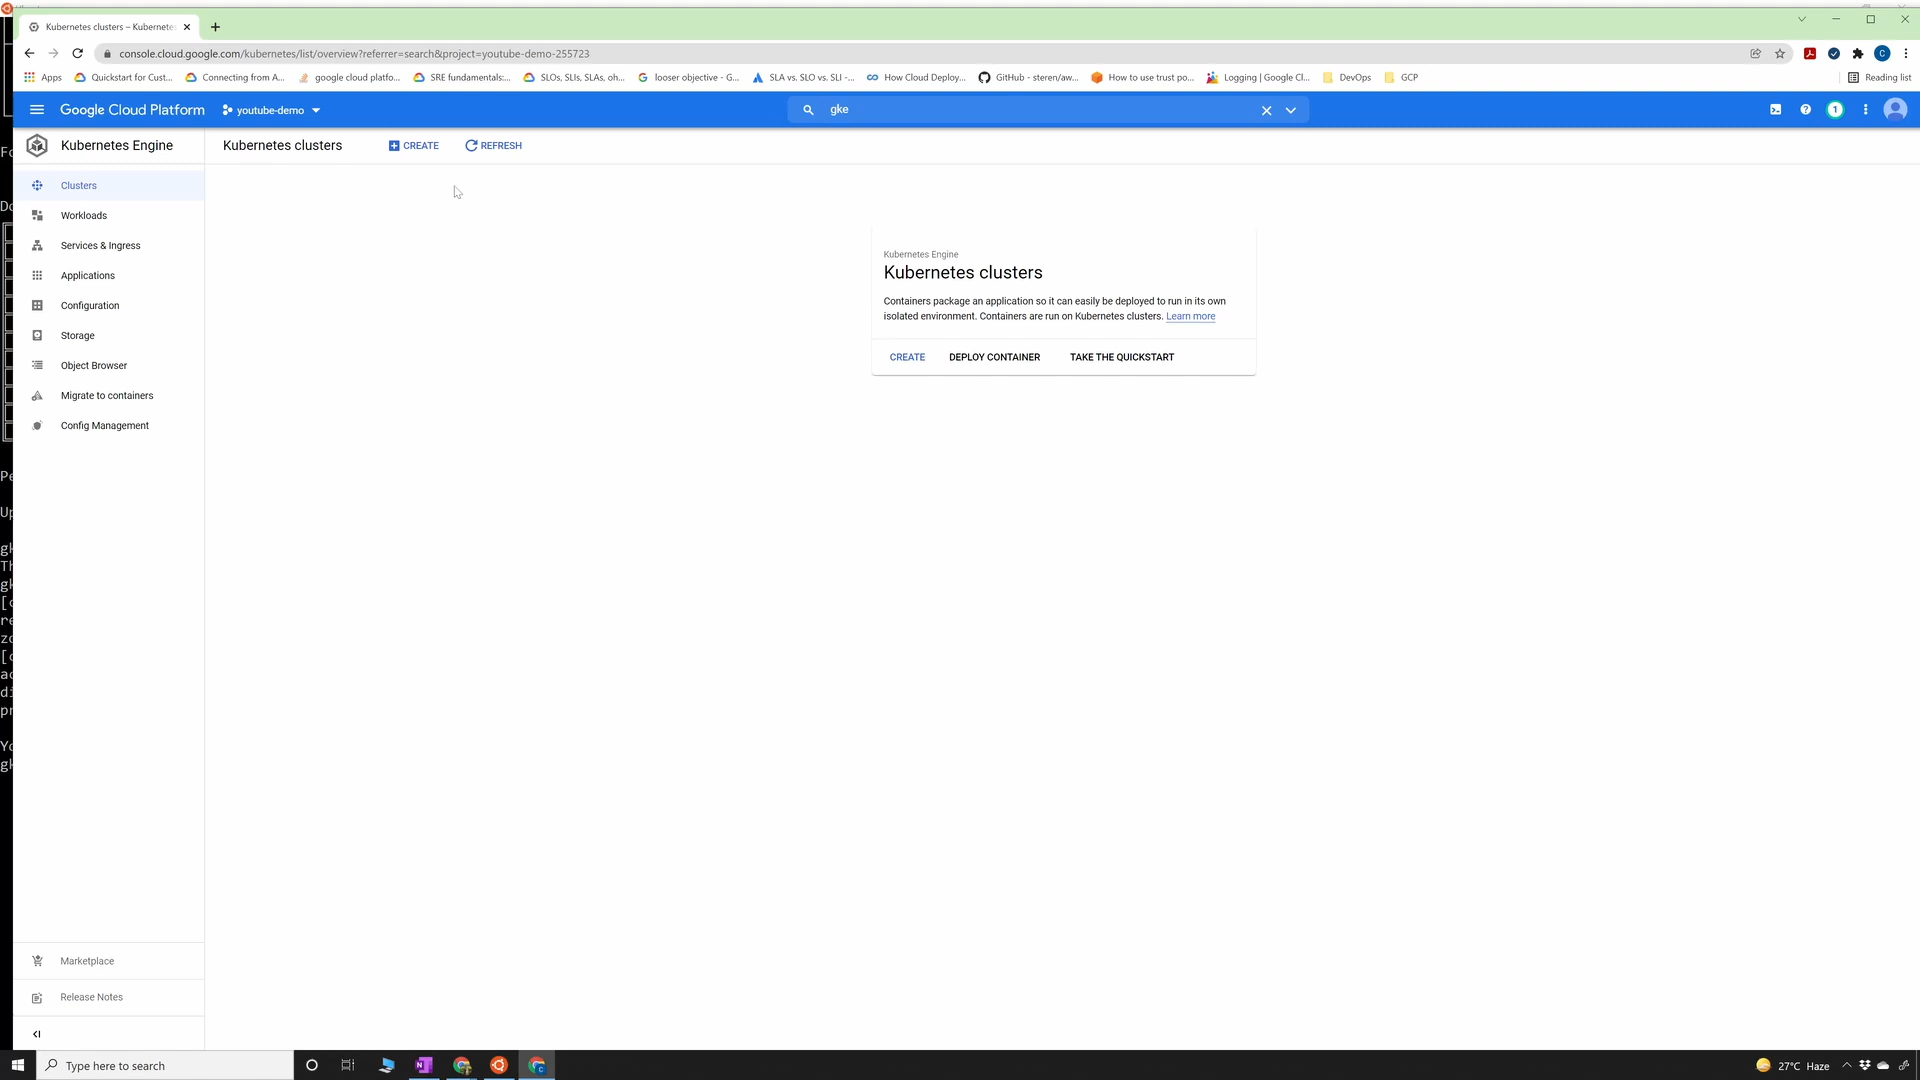 Kubernetes clusters – Kubernetes
console.cloud.google.com/kubernetes/list/overview?referrer=search&project=youtube-demo-255723
Apps
Quickstart for Cust...
Connecting from A...
google cloud platfo...
SRE fundamentals:...
SLOs, SLIs, SLAs, oh...
looser objective - G...
SLA vs. SLO vs. SLI -...
How Cloud Deploy...
GitHub - steren/aw...
How to use trust po...
Logging | Google Cl...
DevOps
GCP
Reading list
Google Cloud Platform
youtube-demo
gke
1
C
Kubernetes Engine
Kubernetes clusters
CREATE
REFRESH
Clusters
Workloads
Services & Ingress
Applications
Configuration
Storage
Object Browser
Migrate to containers
Config Management
Kubernetes Engine
Kubernetes clusters
Containers package an application so it can easily be deployed to run in its own
isolated environment. Containers are run on Kubernetes clusters. Learn more
CREATE
DEPLOY CONTAINER
TAKE THE QUICKSTART
Marketplace
Release Notes
Type here to search
27°C Haze